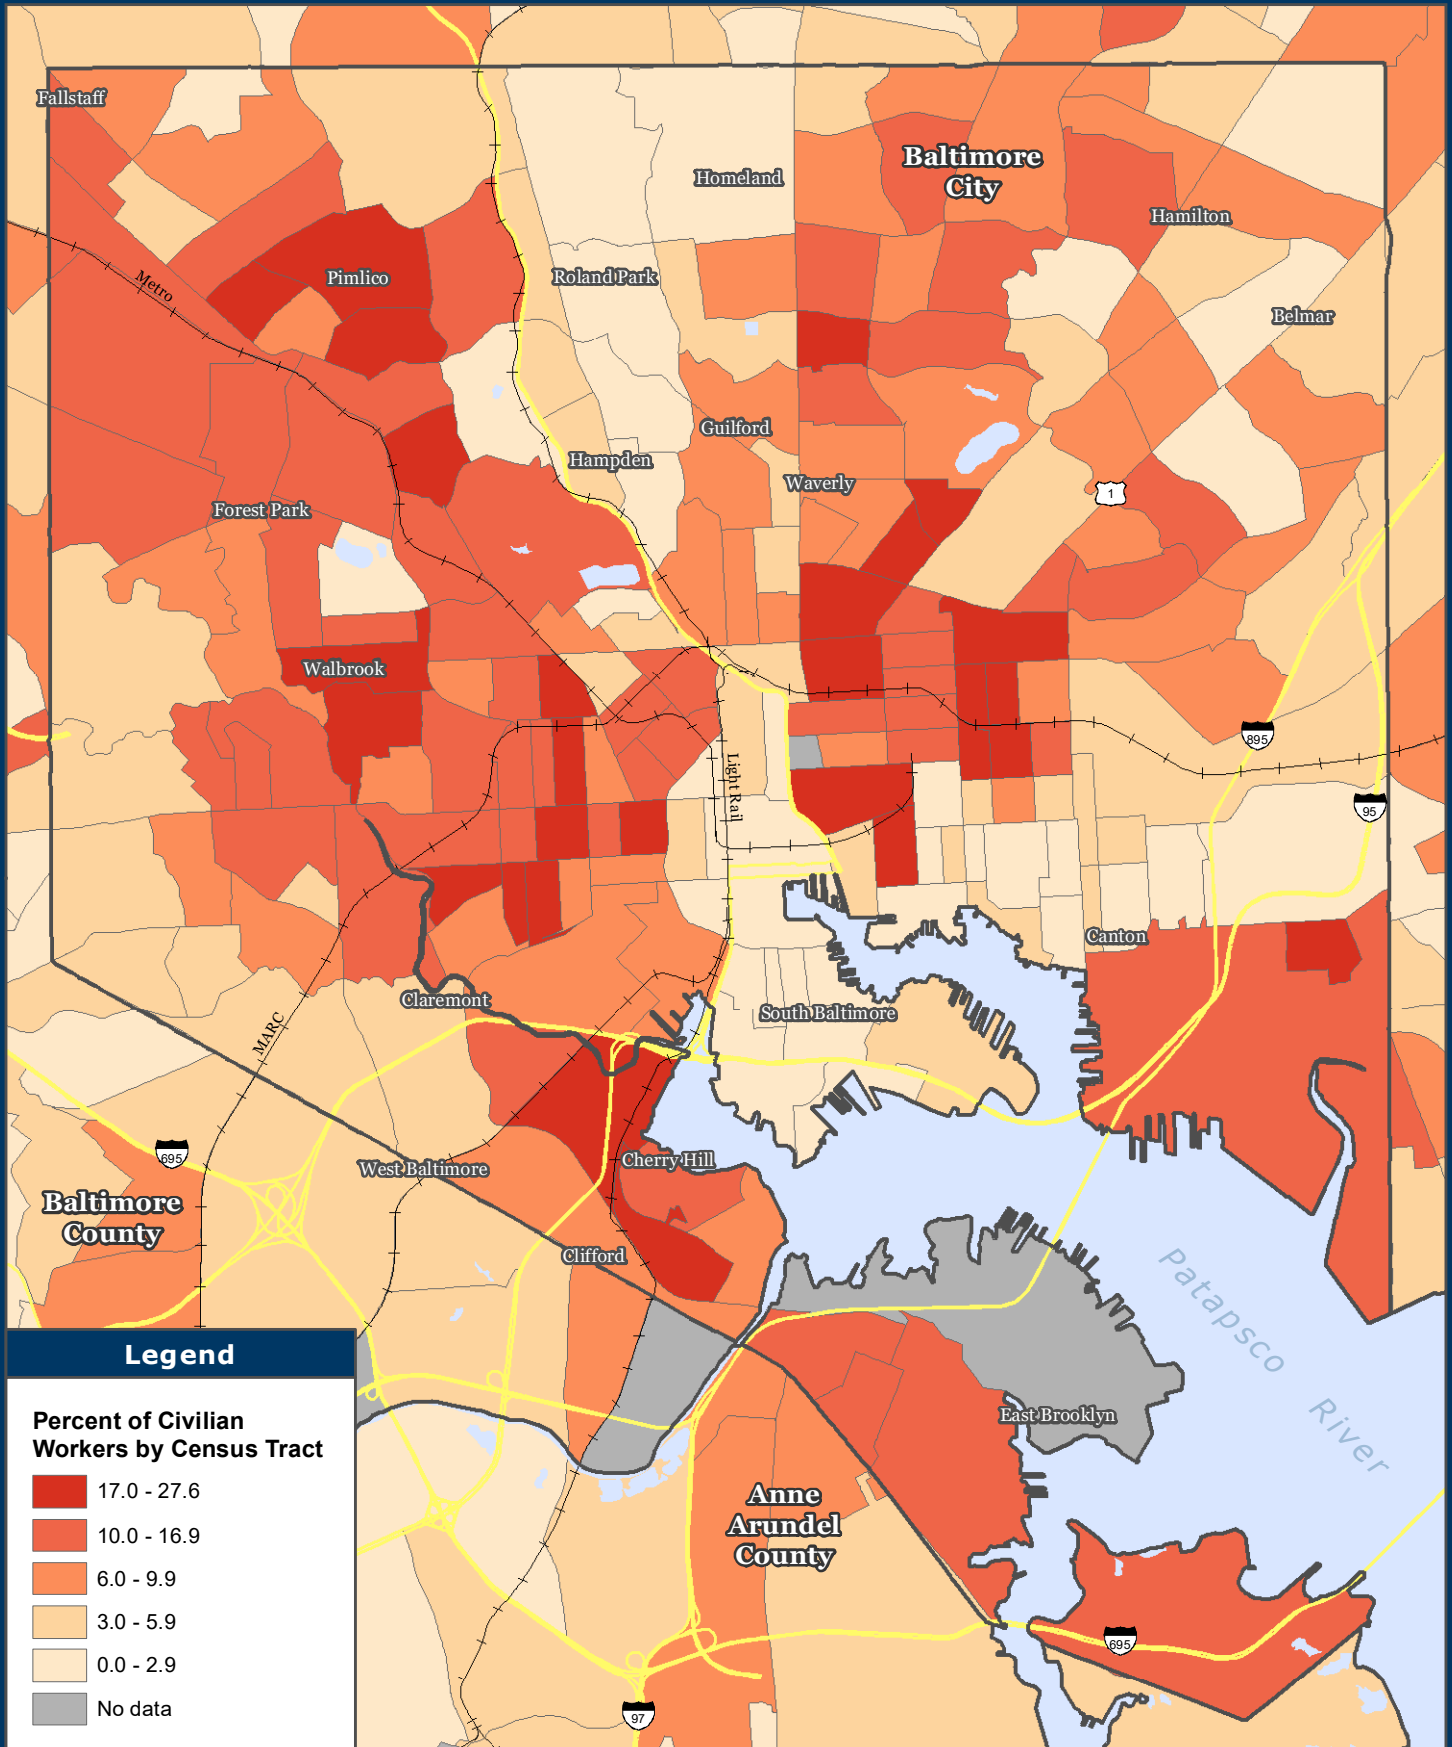 Fallstaff
Baltimore
City
Homeland
Hamilton
Metro
Pimlico
Roland Park
Belmar
Guilford
Hampden
Waverly
1
Forest Park
Walbrook
895
Light Rail
95
Canton
Claremont
South Baltimore
MARC
695
West Baltimore
Cherry Hill
Baltimore
County
Clifford
Patapsco
River
East Brooklyn
Anne
Arundel
County
695
97
Legend
Percent of Civilian
Workers by Census Tract
17.0 - 27.6
10.0 - 16.9
6.0 - 9.9
3.0 - 5.9
0.0 - 2.9
No data